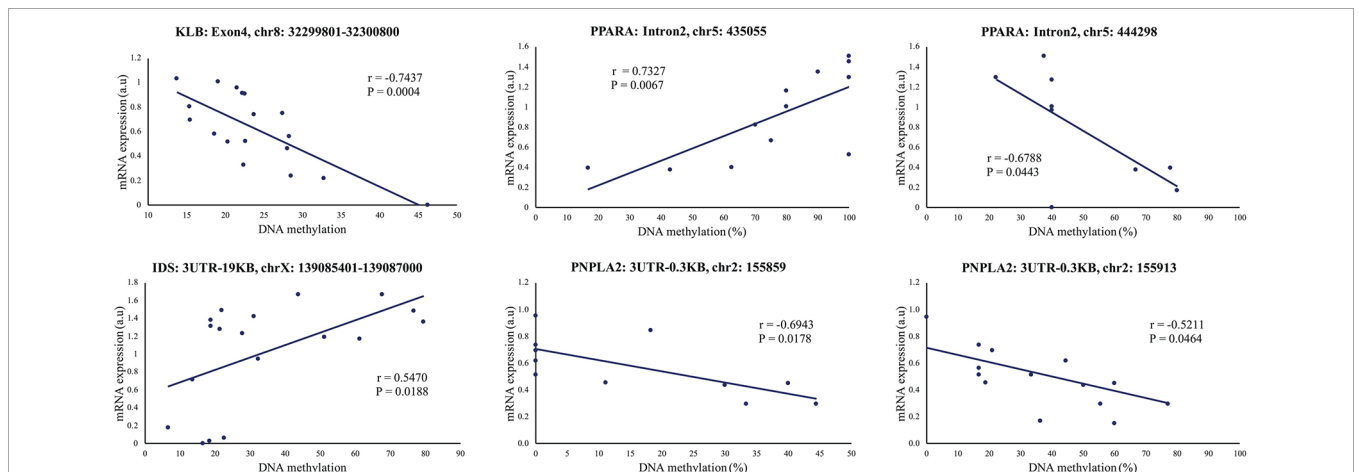 KLB: Exon4, chr8: 32299801-32300800
mRNA expression (a.u)
1.2
1
0.8
0.6
0.4
0.2
0
r = -0.7437
P = 0.0004
10 15 20 25 30 35 40 45 50
DNA methylation
PPARA: Intron2, chr5: 435055
mRNA expression (a.u)
1.6
1.4
1.2
1
0.8
0.6
0.4
0.2
0
r = 0.7327
P = 0.0067
0 10 20 30 40 50 60 70 80 90 100
DNA methylation (%)
PPARA: Intron2, chr5: 444298
mRNA expression (a.u)
1.6
1.4
1.2
1
0.8
0.6
0.4
0.2
0
r = -0.6788
P = 0.0443
0 10 20 30 40 50 60 70 80 90 100
DNA methylation (%)
IDS: 3UTR-19KB, chrX: 139085401-139087000
mRNA expression (a.u)
1.8
1.6
1.4
1.2
1
0.8
0.6
0.4
0.2
0
r = 0.5470
P = 0.0188
0 10 20 30 40 50 60 70 80 90
DNA methylation
PNPLA2: 3UTR-0.3KB, chr2: 155859
mRNA expression (a.u)
1.2
1.0
0.8
0.6
0.4
0.2
0.0
r = -0.6943
P = 0.0178
0 5 10 15 20 25 30 35 40 45 50
DNA methylation (%)
PNPLA2: 3UTR-0.3KB, chr2: 155913
mRNA expression (a.u)
1.2
1.0
0.8
0.6
0.4
0.2
0.0
r = -0.5211
P = 0.0464
0 10 20 30 40 50 60 70 80 90 100
DNA methylation (%)